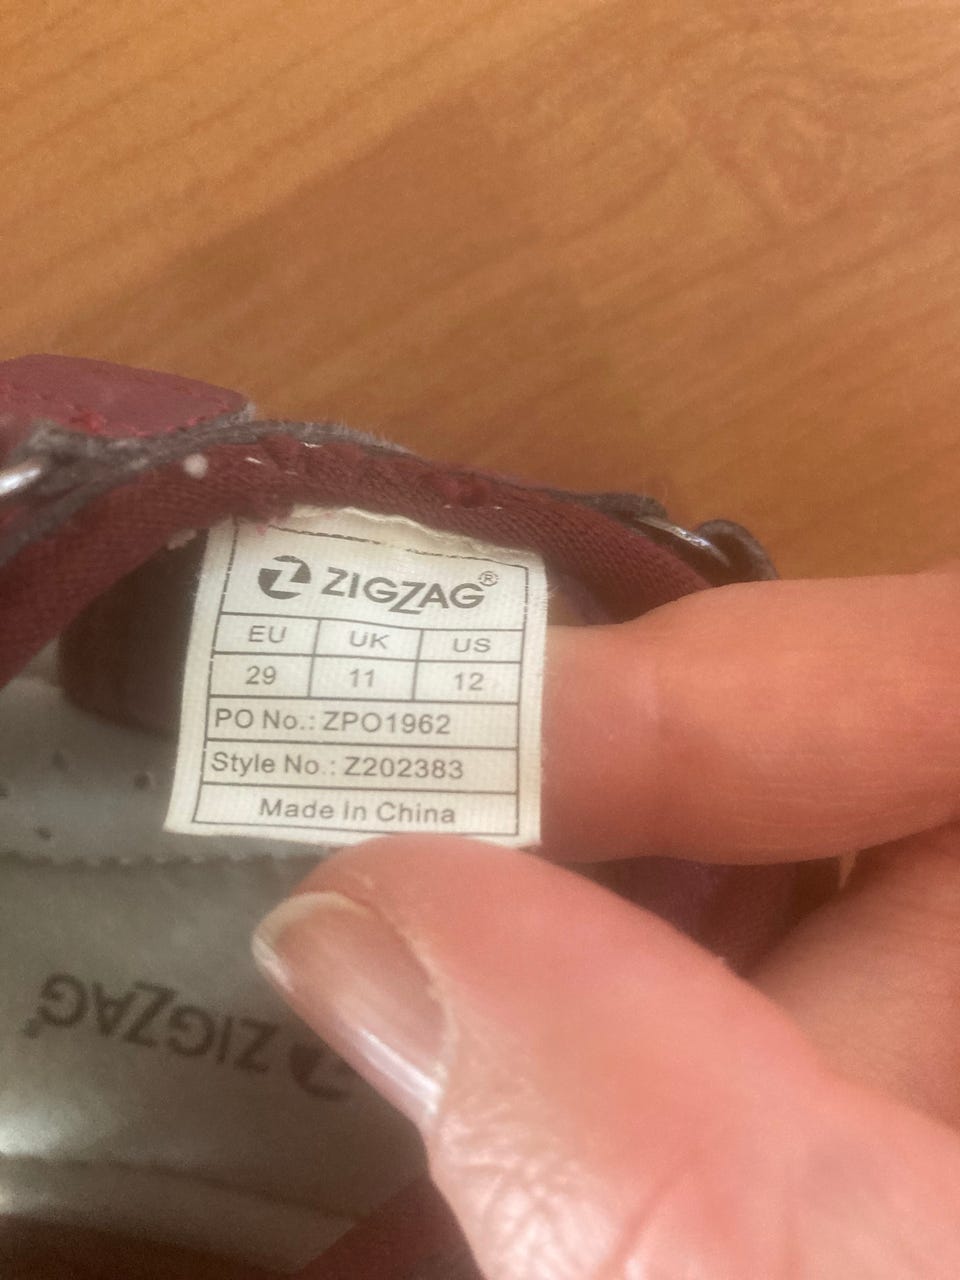 ZIGZAG®
EU UK US
29 11 12
PO No.: ZPO1962
Style No.: Z202383
Made in China
ZIGZAG